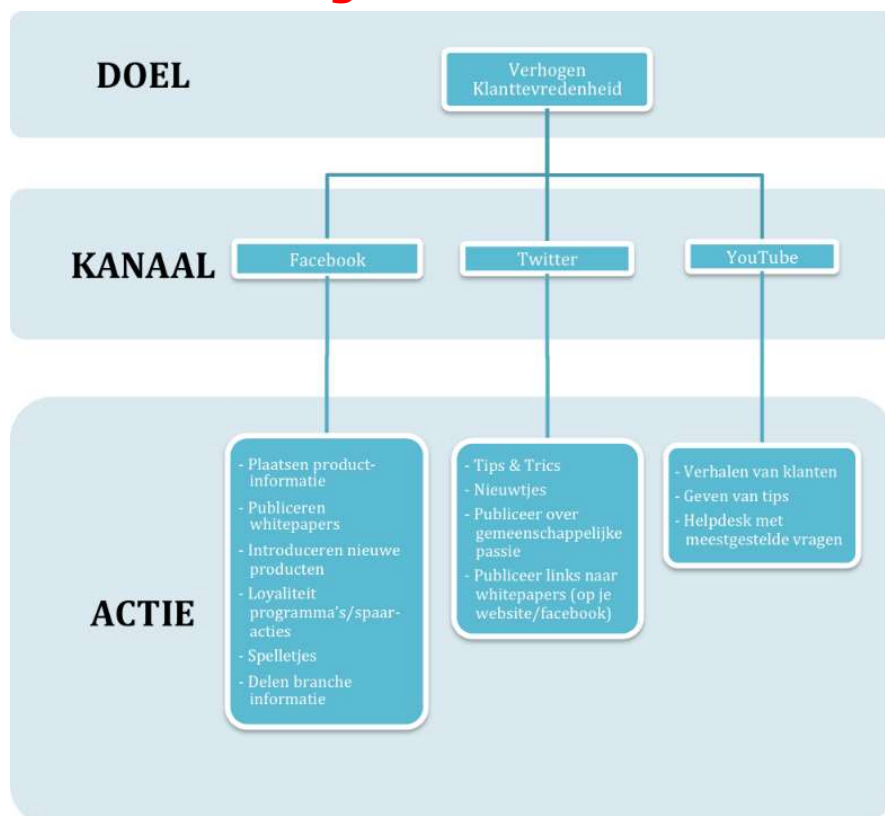 DOEL
Verhogen
Klanttevredenheid
KANAAL
Facebook
Twitter
YouTube
ACTIE
- Plaatsen product-
informatie
- Publiceren
whitepapers
- Introduceren nieuwe
producten
- Loyaliteit
programma's/spaar-
acties
- Spelletjes
- Delen branche
informatie
- Tips & Trics
- Nieuwtjes
- Publiceer over
gemeenschappelijke
passie
- Publiceer links naar
whitepapers (op je
website/facebook)
- Verhalen van klanten
- Geven van tips
- Helpdesk met
meestgestelde vragen